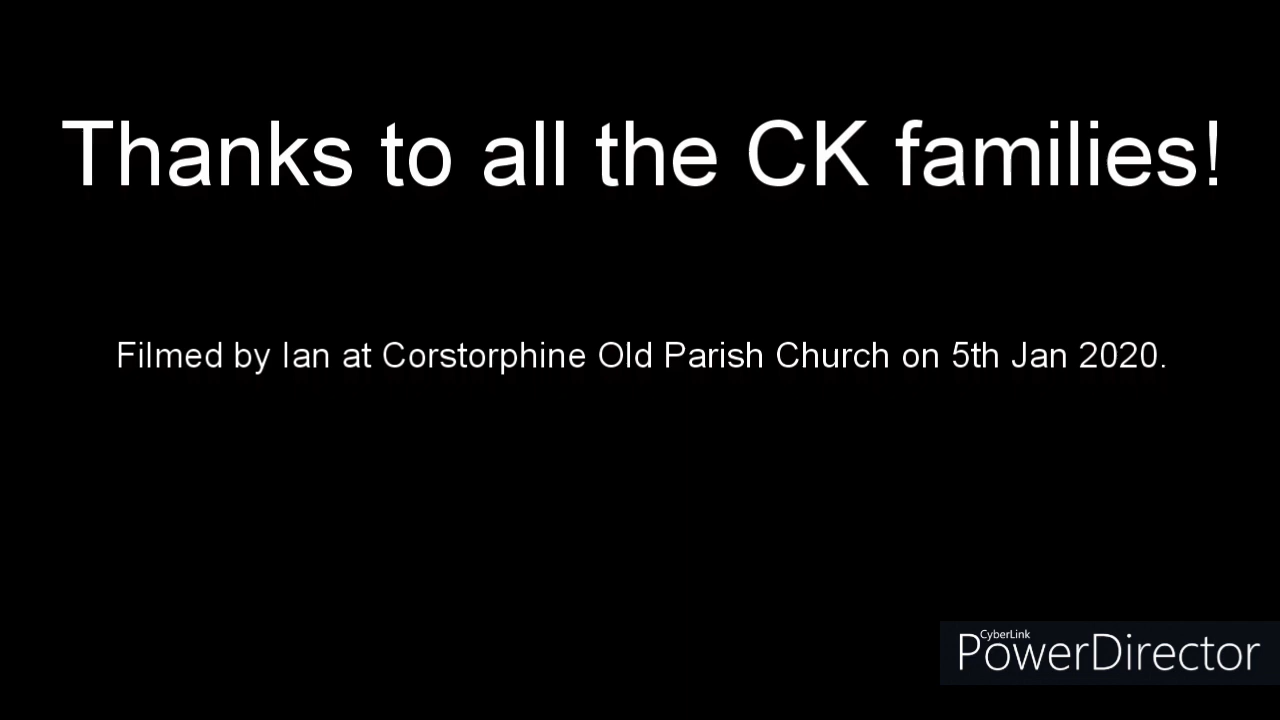 Thanks to all the CK families!
Filmed by Ian at Corstorphine Old Parish Church on 5th Jan 2020.
CyberLink
PowerDirector